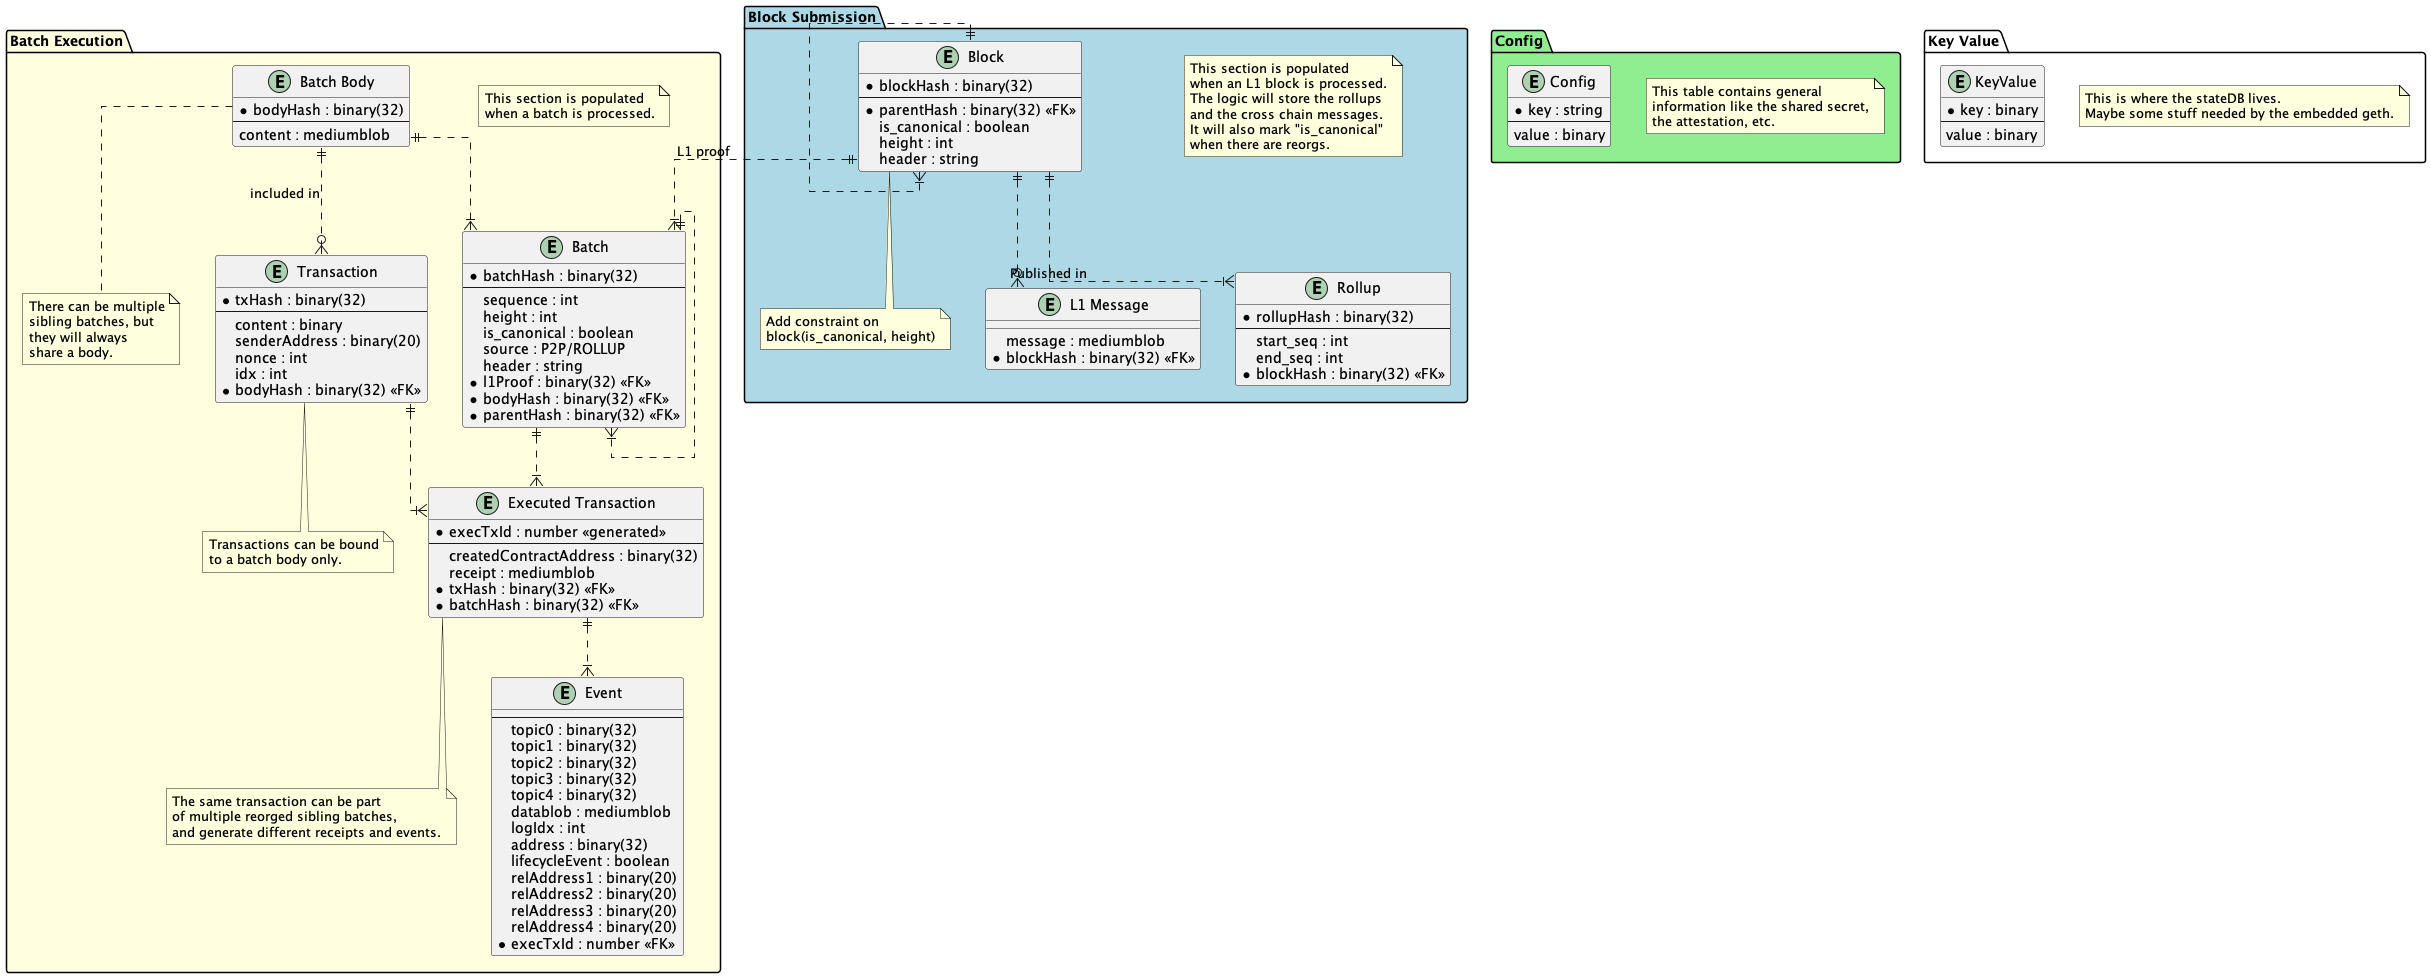 Batch Execution
E Batch Body
bodyHash : binary(32)
content : mediumblob
This section is populated
when a batch is processed.
included in
L1 proof
There can be multiple
sibling batches, but
they will always
share a body.
E Transaction
txHash : binary(32)
content : binary
senderAddress : binary(20)
nonce : int
idx : int
bodyHash : binary(32) «FK»
E Batch
batchHash : binary(32)
sequence : int
height : int
is_canonical : boolean
source : P2P/ROLLUP
header : string
l1Proof : binary(32) «FK»
bodyHash : binary(32) «FK»
parentHash : binary(32) «FK»
Transactions can be bound
to a batch body only.
E Executed Transaction
execTxId : number «generated»
createdContractAddress : binary(32)
receipt : mediumblob
txHash : binary(32) «FK»
batchHash : binary(32) «FK»
The same transaction can be part
of multiple reorged sibling batches,
and generate different receipts and events.
E Event
topic0 : binary(32)
topic1 : binary(32)
topic2 : binary(32)
topic3 : binary(32)
topic4 : binary(32)
datablob : mediumblob
logIdx : int
address : binary(32)
lifecycleEvent : boolean
relAddress1 : binary(20)
relAddress2 : binary(20)
relAddress3 : binary(20)
relAddress4 : binary(20)
execTxId : number «FK»
Block Submission
E Block
blockHash : binary(32)
parentHash : binary(32) «FK»
is_canonical : boolean
height : int
header : string
This section is populated
when an L1 block is processed.
The logic will store the rollups
and the cross chain messages.
It will also mark "is_canonical"
when there are reorgs.
Add constraint on
block(is_canonical, height)
Published in
E L1 Message
message : mediumblob
blockHash : binary(32) «FK»
E Rollup
rollupHash : binary(32)
start_seq : int
end_seq : int
blockHash : binary(32) «FK»
Config
E Config
key : string
value : binary
This table contains general
information like the shared secret,
the attestation, etc.
Key Value
E KeyValue
key : binary
value : binary
This is where the stateDB lives.
Maybe some stuff needed by the embedded geth.